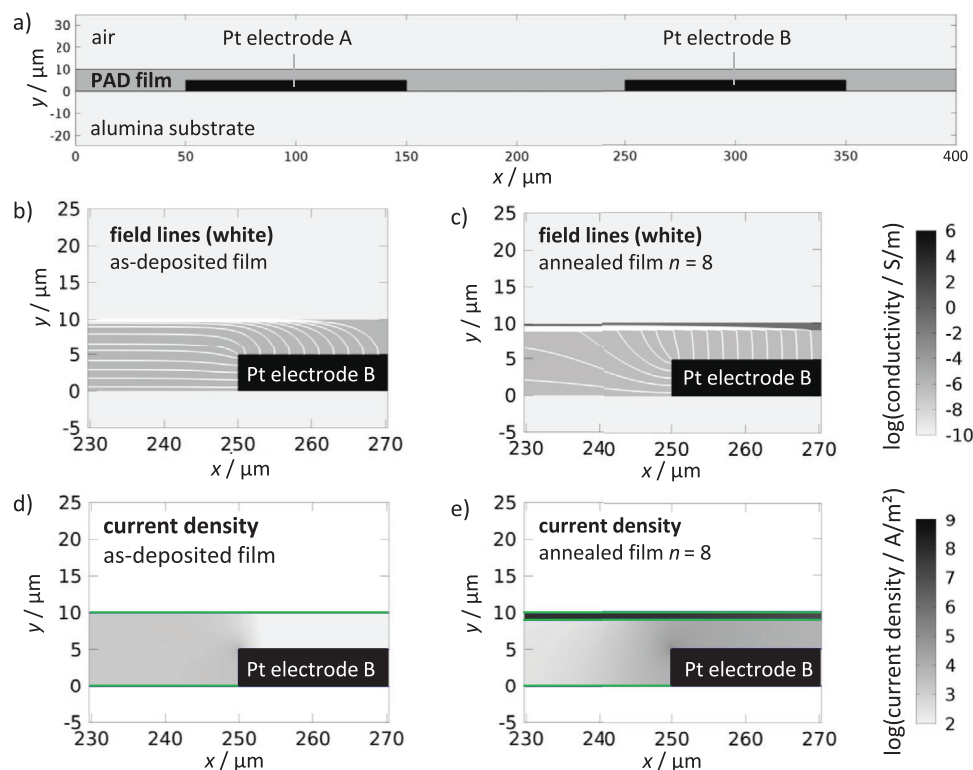 a)
35
30
20
10
0
-10
-20
y / µm
air
Pt electrode A
Pt electrode B
PAD film
alumina substrate
0 50 100 150 200 250 300 350 400
x / µm
b)
25
20
15
10
5
0
-5
y / µm
field lines (white)
as-deposited film
Pt electrode B
230 240 250 260 270
x / µm
c)
25
20
15
10
5
0
-5
y / µm
field lines (white)
annealed film n = 8
Pt electrode B
230 240 250 260 270
x / µm
log(conductivity / S/m)
6
4
2
0
-2
-4
-6
-8
-10
d)
25
20
15
10
5
0
-5
y / µm
current density
as-deposited film
Pt electrode B
230 240 250 260 270
x / µm
e)
25
20
15
10
5
0
-5
y / µm
current density
annealed film n = 8
Pt electrode B
230 240 250 260 270
x / µm
log(current density / A/m²)
9
8
7
6
5
4
3
2